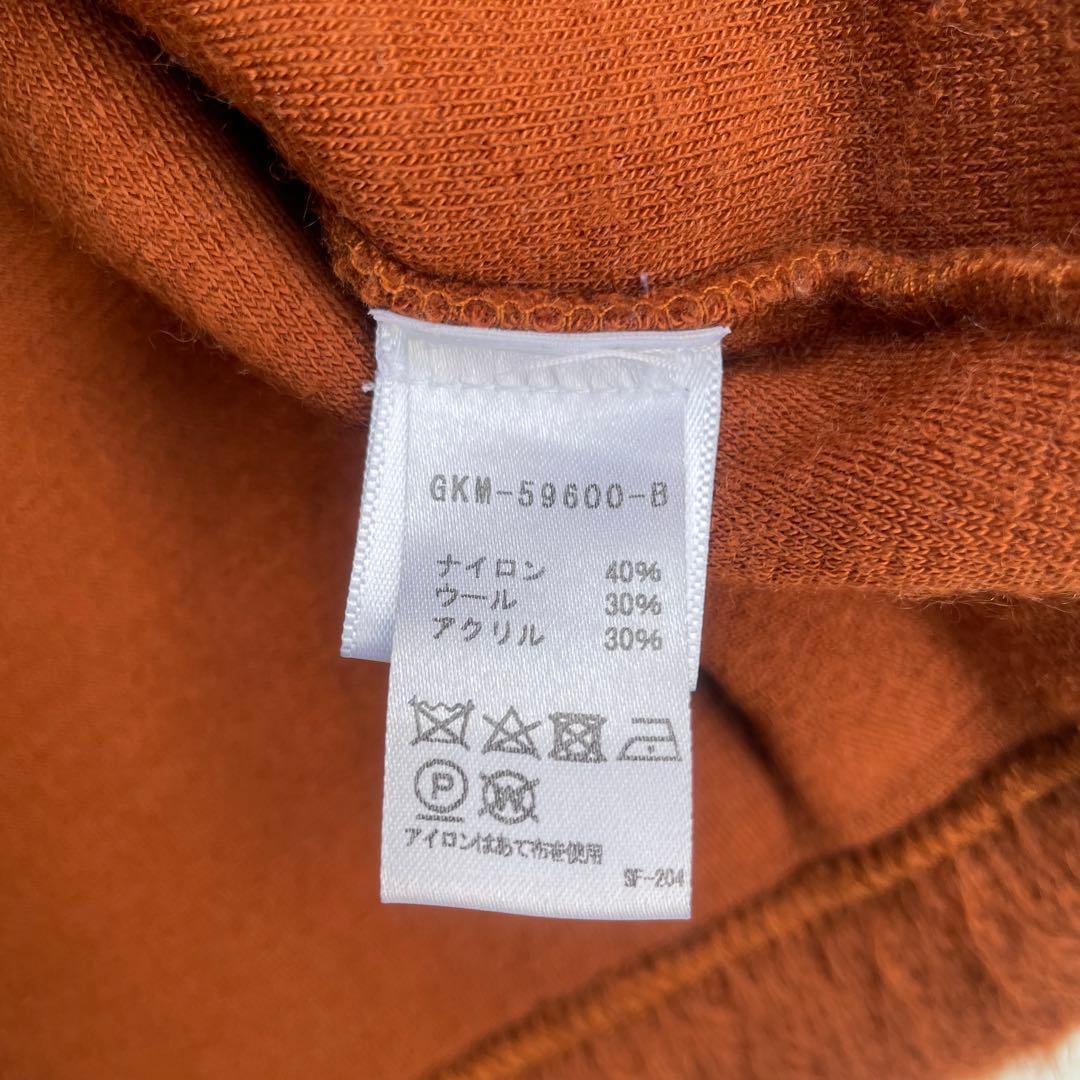 GKM-59600-B
ナイロン 40%
ウール 30%
アクリル 30%
P W
アイロンはあて布を使用
SF-204